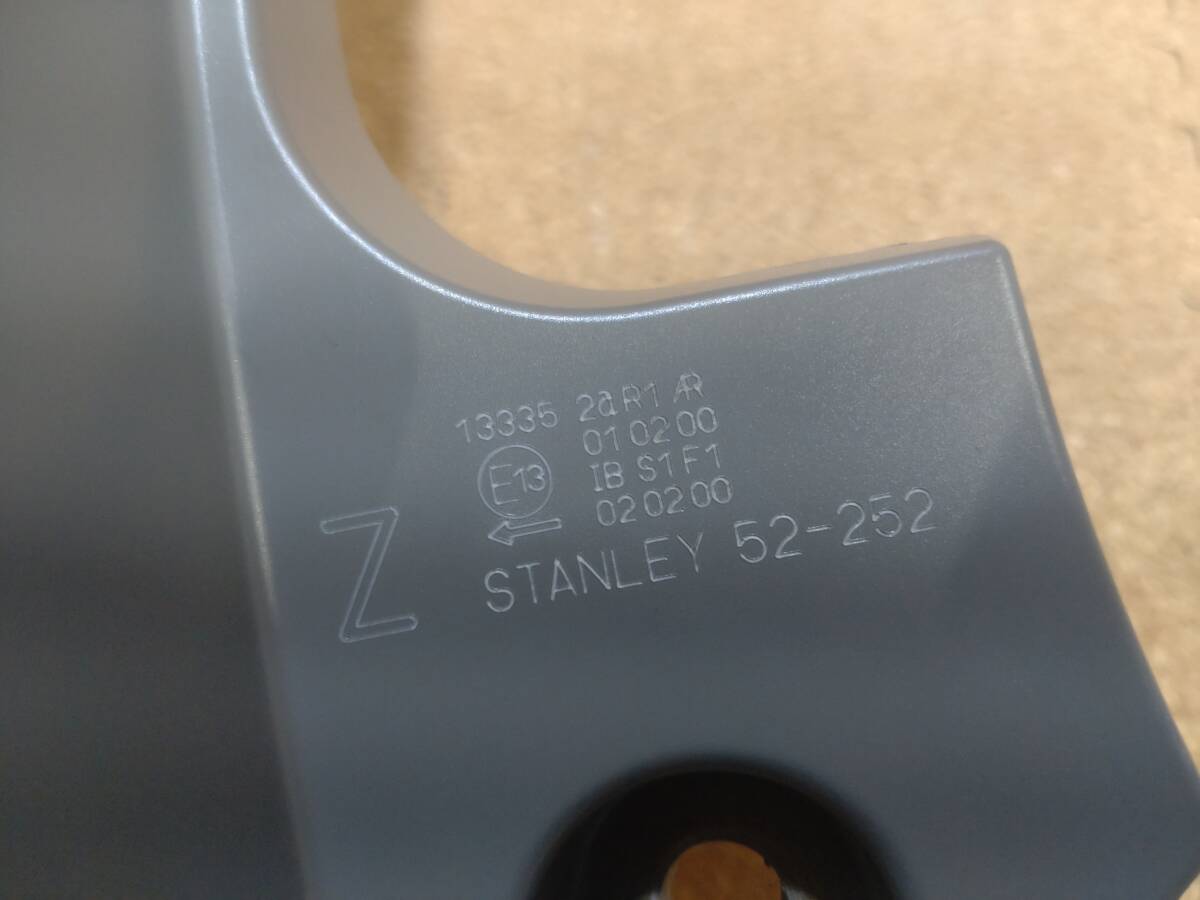 13335 2a R1 AR
01 02 00
E13
IB S1 F1
02 02 00
Z
STANLEY 52-252